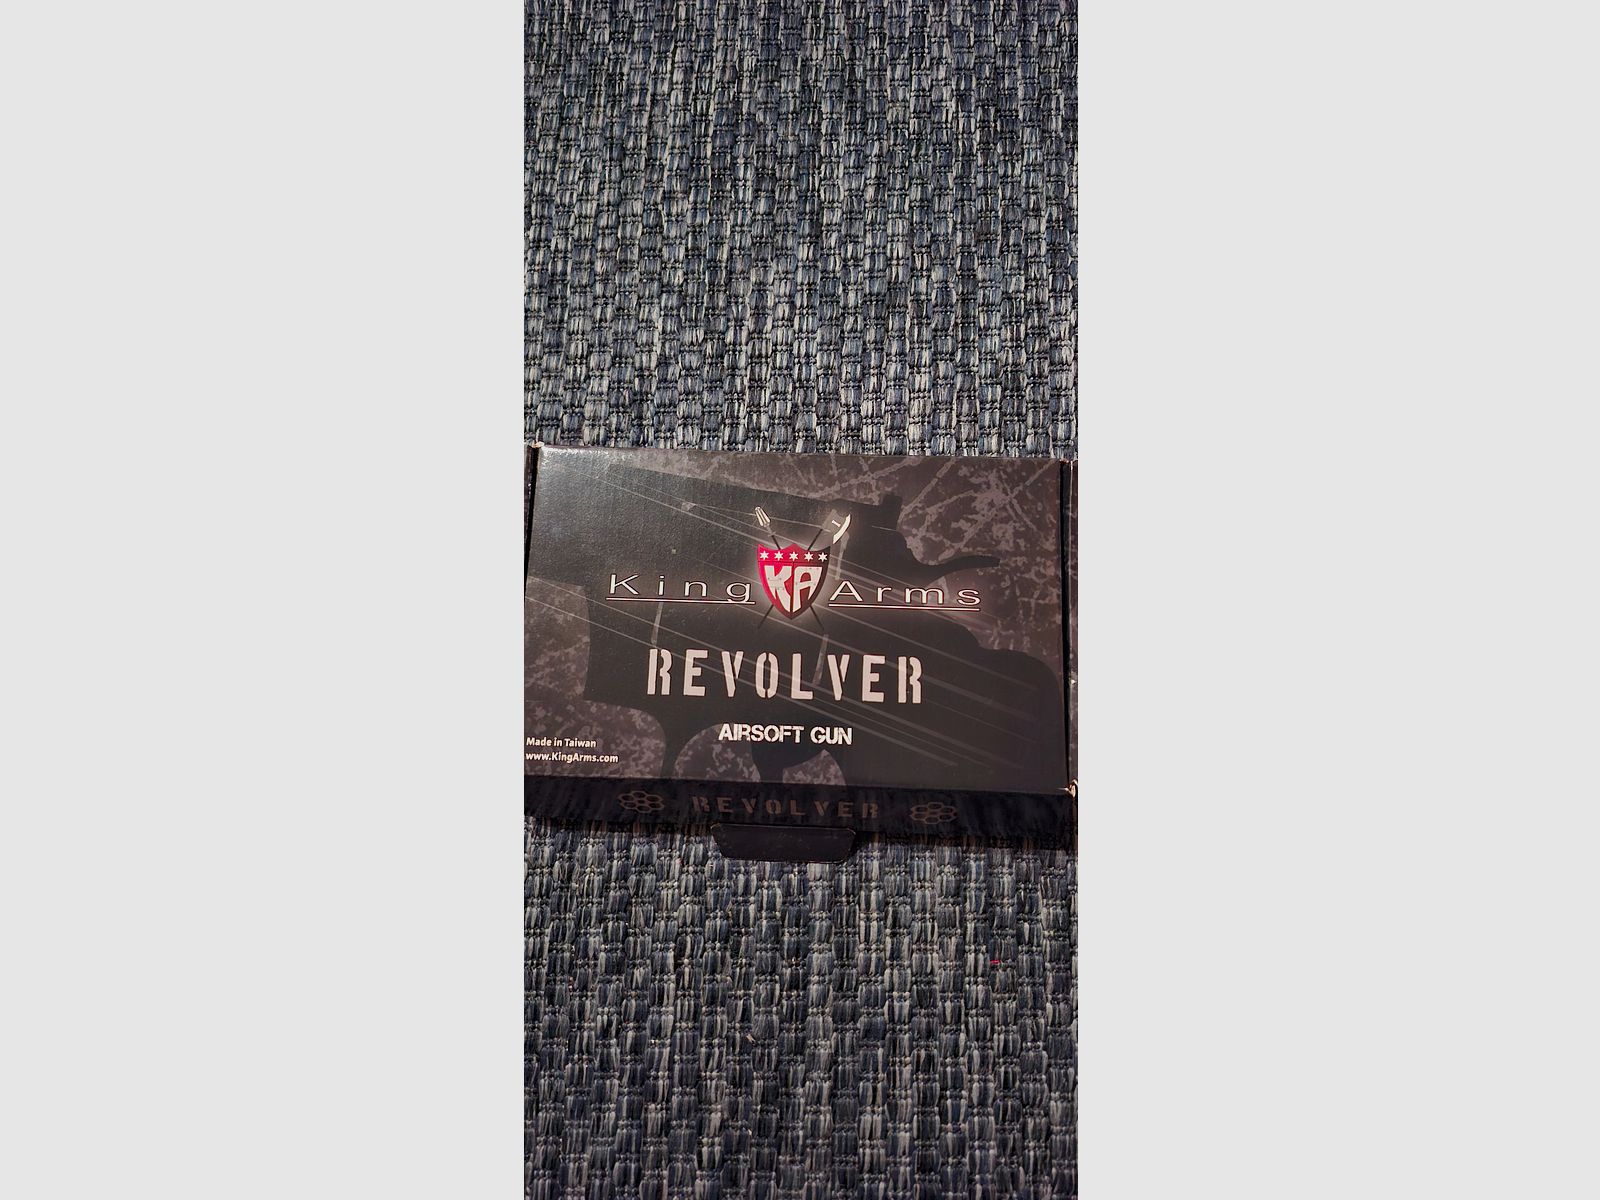 King KA Arms
REVOLVER
AIRSOFT GUN
Made in Taiwan
www.KingArms.com
REVOLVER